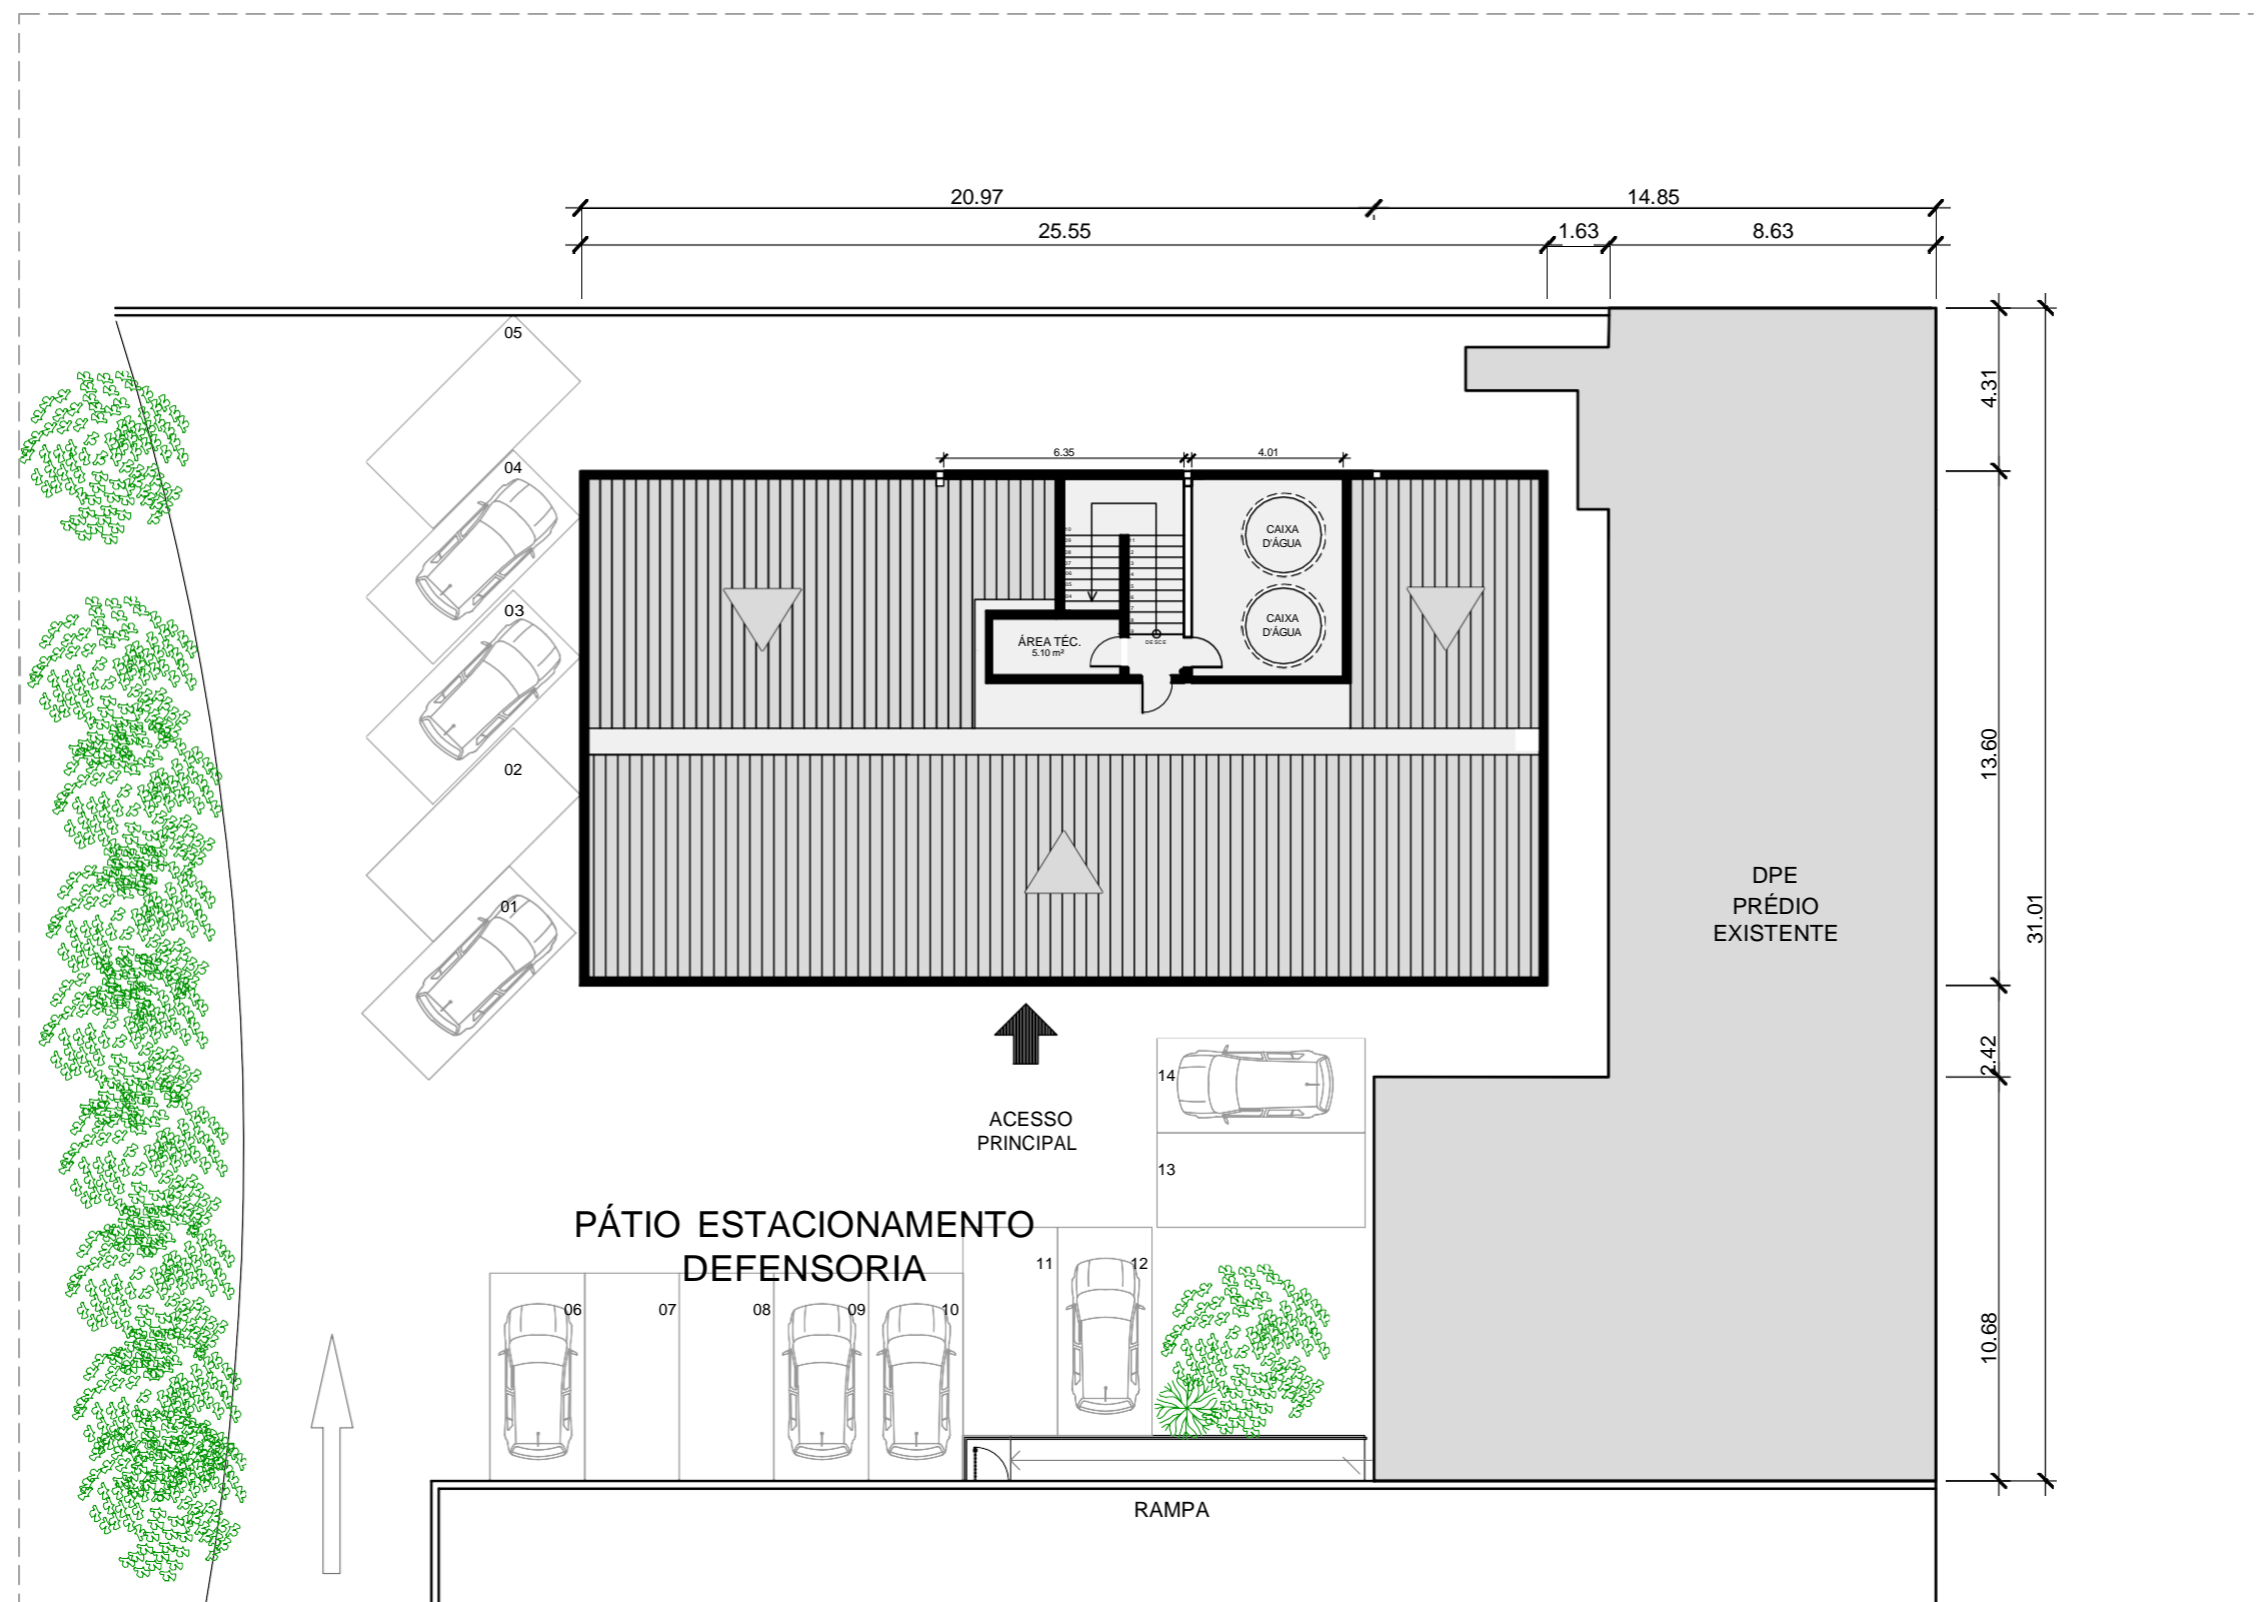 20.97
14.85
25.55
1.63
8.63
05
4.31
04
6.35
4.01
CAIXA
D'ÁGUA
03
CAIXA
D'ÁGUA
ÁREA TÉC.
5.10 m²
DESCE
02
13.60
DPE
PRÉDIO
EXISTENTE
01
31.01
2.42
14
ACESSO
PRINCIPAL
13
PÁTIO ESTACIONAMENTO
DEFENSORIA
11
12
06
07
08
09
10
10.68
RAMPA